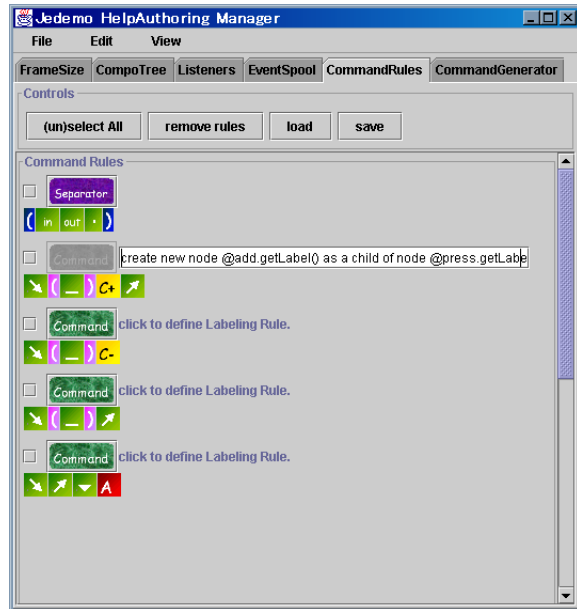 Jedemo HelpAuthoring Manager
File Edit View
FrameSize CompoTree Listeners EventSpool CommandRules CommandGenerator
Controls
(un)select All remove rules load save
Command Rules
Separator
( in out • )
Command create new node @add.getLabel() as a child of node @press.getLabe
( _ ) C+
Command click to define Labeling Rule.
( _ ) C-
Command click to define Labeling Rule.
( _ )
Command click to define Labeling Rule.
A